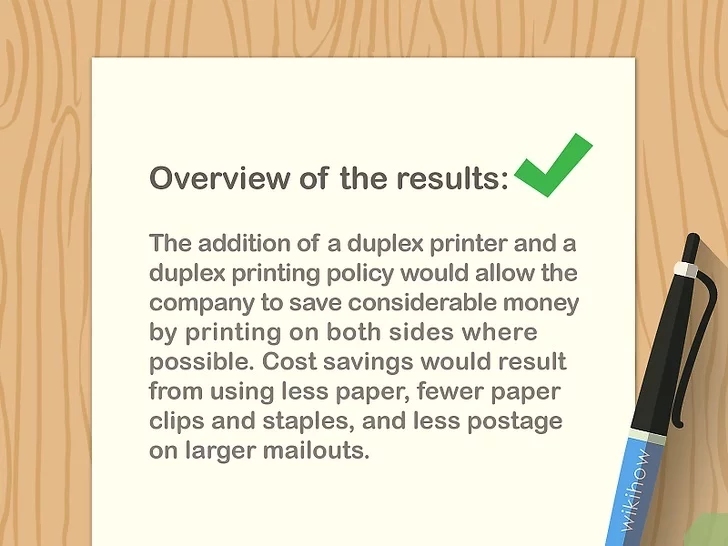 Overview of the results:
The addition of a duplex printer and a
duplex printing policy would allow the
company to save considerable money
by printing on both sides where
possible. Cost savings would result
from using less paper, fewer paper
clips and staples, and less postage
on larger mailouts.
wikihow